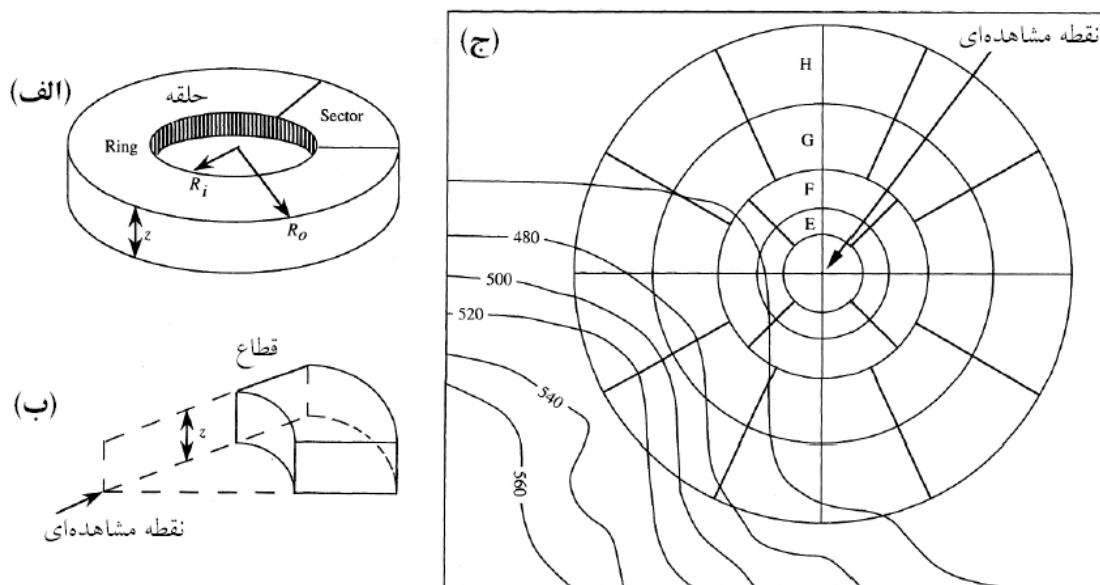 (الف)
حلقه
Ring
Sector
R_i
R_o
z
(ب)
قطاع
z
نقطه مشاهده‌ای
(ج)
نقطه مشاهده‌ای
H
G
F
E
480
500
520
540
560